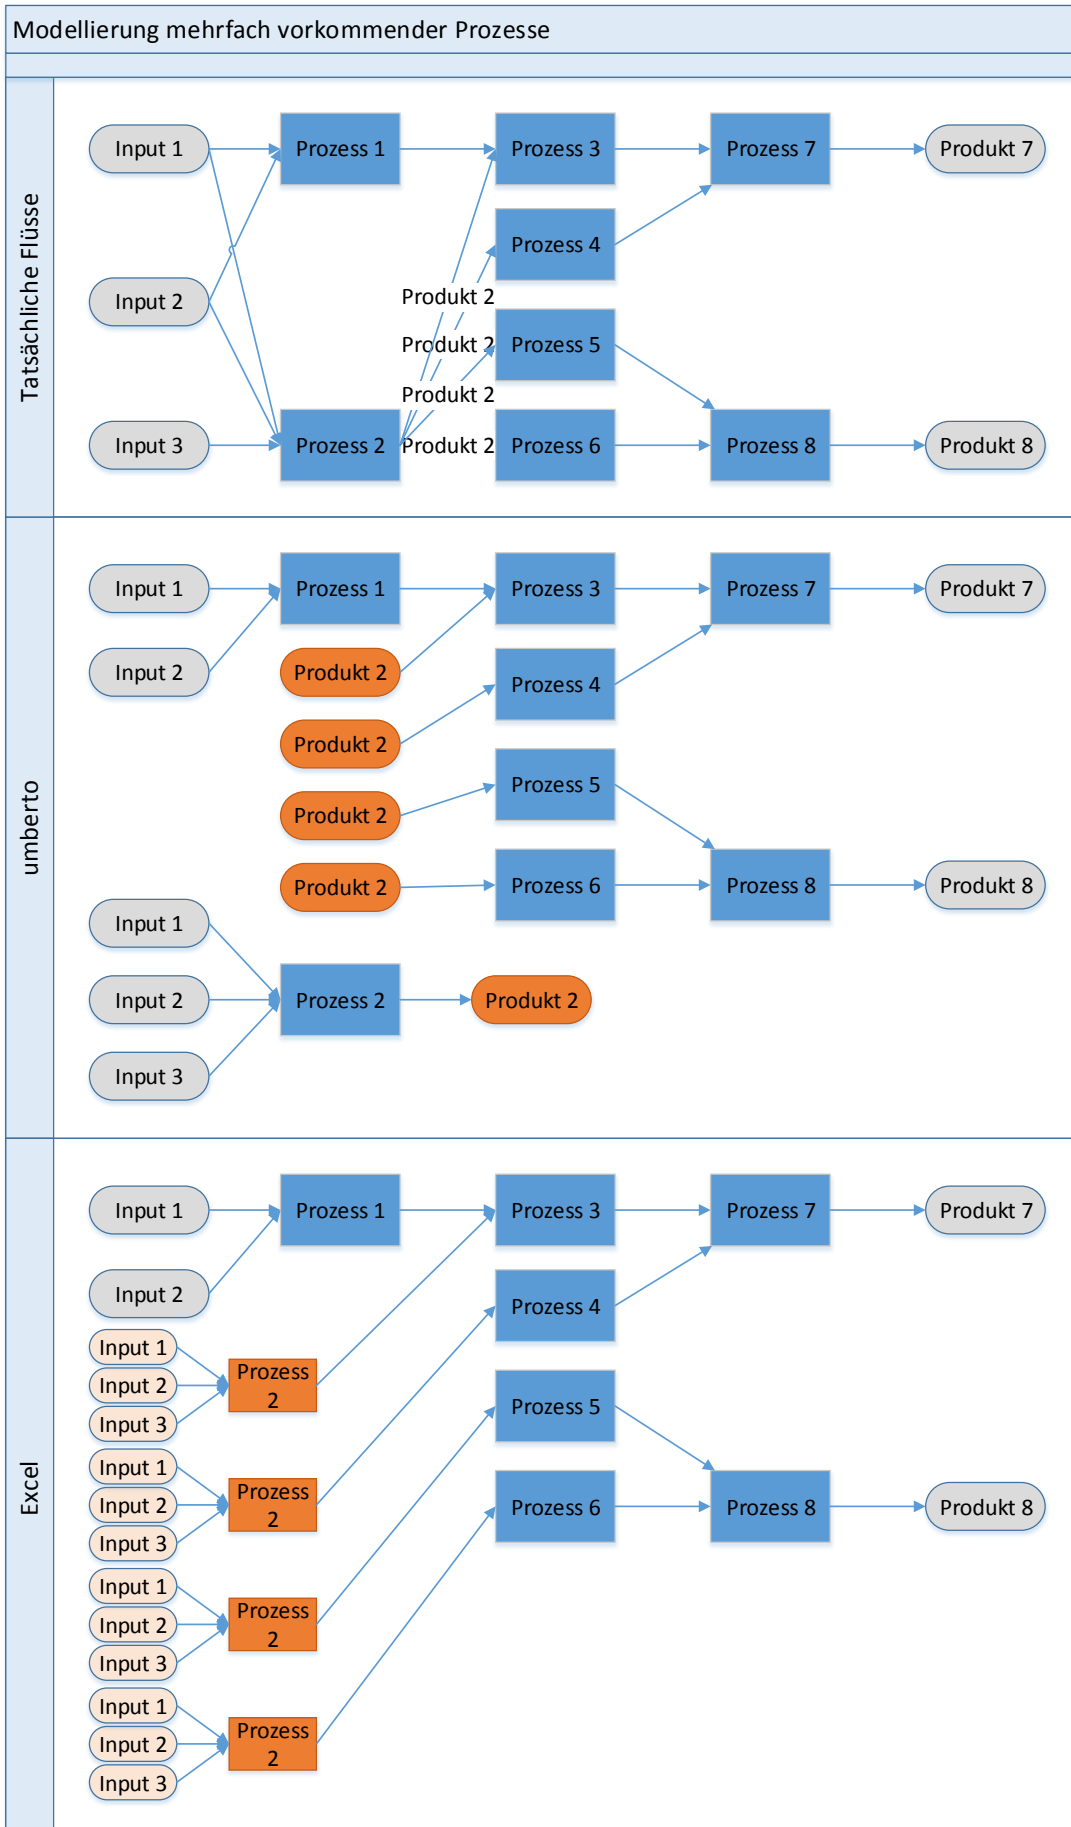 Modellierung mehrfach vorkommender Prozesse
Tatsächliche Flüsse
Input 1
Prozess 1
Prozess 3
Prozess 7
Produkt 7
Prozess 4
Input 2
Produkt 2
Produkt 2
Prozess 5
Produkt 2
Input 3
Prozess 2
Produkt 2
Prozess 6
Prozess 8
Produkt 8
umberto
Input 1
Prozess 1
Prozess 3
Prozess 7
Produkt 7
Input 2
Produkt 2
Prozess 4
Produkt 2
Prozess 5
Produkt 2
Produkt 2
Prozess 6
Prozess 8
Produkt 8
Input 1
Input 2
Prozess 2
Produkt 2
Input 3
Excel
Input 1
Prozess 1
Prozess 3
Prozess 7
Produkt 7
Input 2
Prozess 4
Input 1
Input 2
Input 3
Prozess
2
Prozess 5
Input 1
Input 2
Input 3
Prozess
2
Prozess 6
Prozess 8
Produkt 8
Input 1
Input 2
Input 3
Prozess
2
Input 1
Input 2
Input 3
Prozess
2